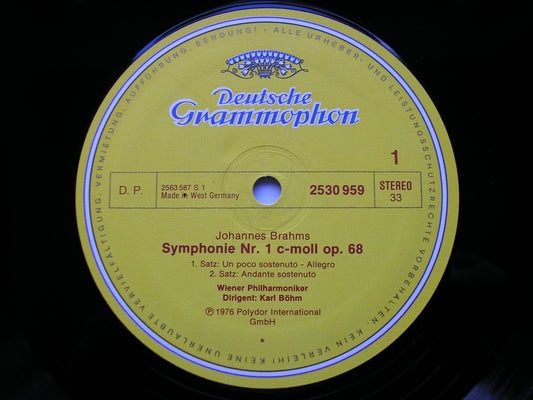 ALLE URHEBER- UND LEISTUNGSSCHUTZRECHTE VORBEHALTEN· KEIN VERLEIH! KEINE UNERLAUBTE VERVIELFÄLTIGUNG, VERMIETUNG, AUFFÜHRUNG, SENDUNG! ·
Deutsche
Grammophon
1
D. P.
2563 587 S 1
Made in West Germany
2530 959
STEREO
33
Johannes Brahms
Symphonie Nr. 1 c-moll op. 68
1. Satz: Un poco sostenuto - Allegro
2. Satz: Andante sostenuto
Wiener Philharmoniker
Dirigent: Karl Böhm
Ⓟ 1976 Polydor International
GmbH
*